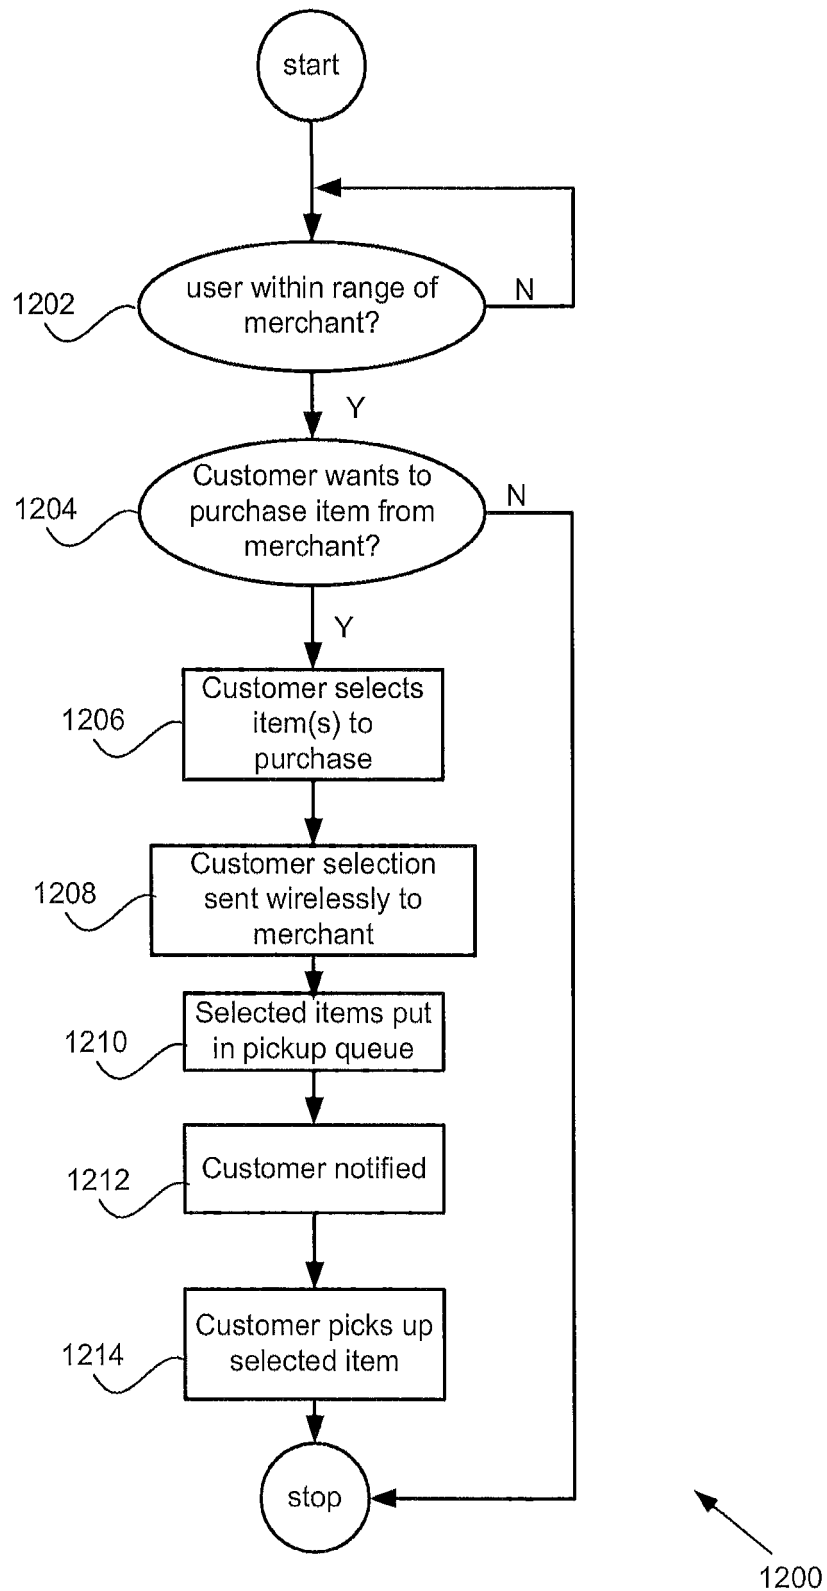 start
user within range of
merchant?
N
1202
Y
Customer wants to
purchase item from
merchant?
N
1204
Y
Customer selects
item(s) to
purchase
1206
Customer selection
sent wirelessly to
merchant
1208
Selected items put
in pickup queue
1210
Customer notified
1212
Customer picks up
selected item
1214
stop
1200